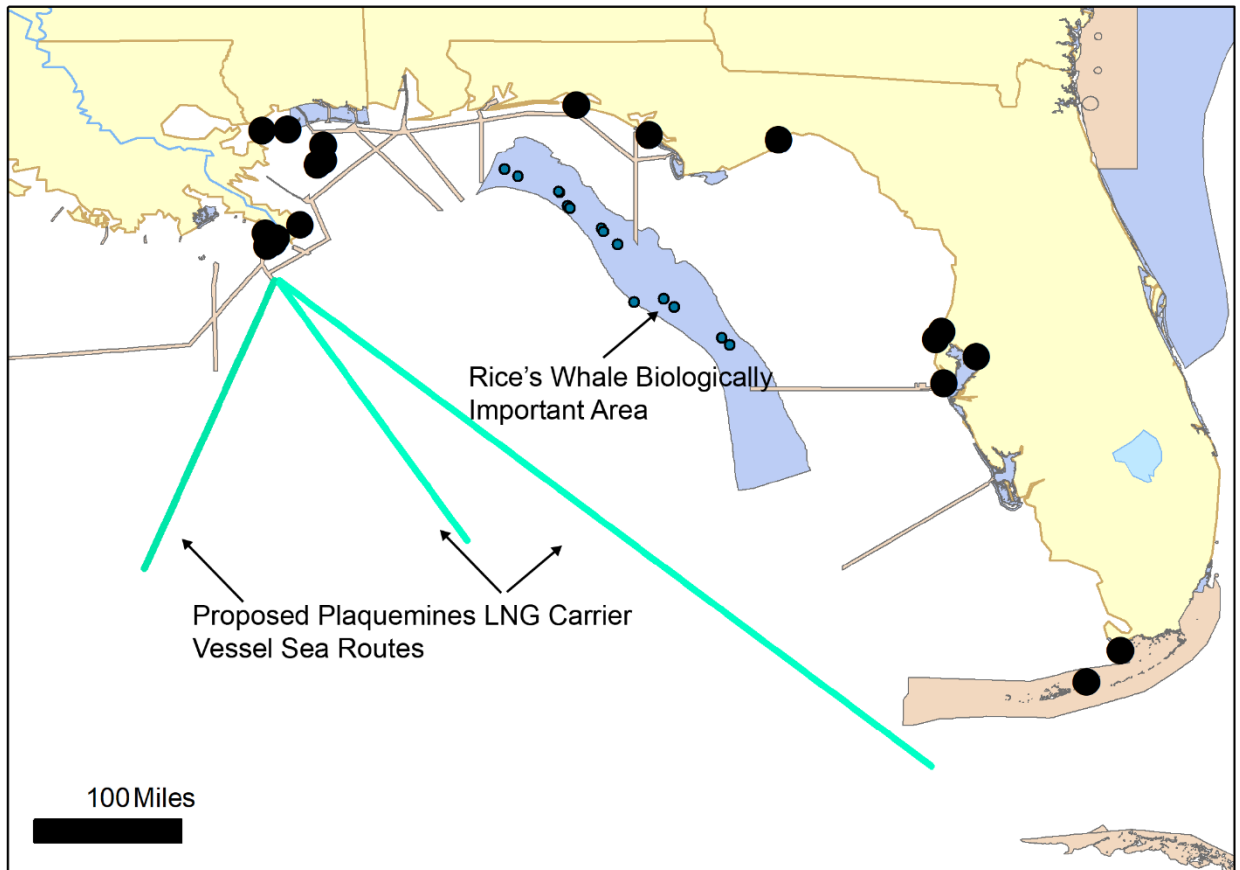 Rice's Whale Biologically
Important Area
Proposed Plaquemines LNG Carrier
Vessel Sea Routes
100 Miles